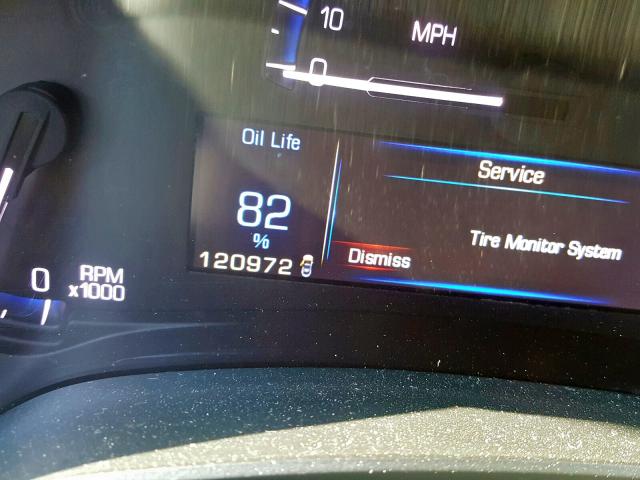 10
MPH
0
Oil Life
82
%
120972
Service
Tire Monitor System
Dismiss
0
RPM
x1000